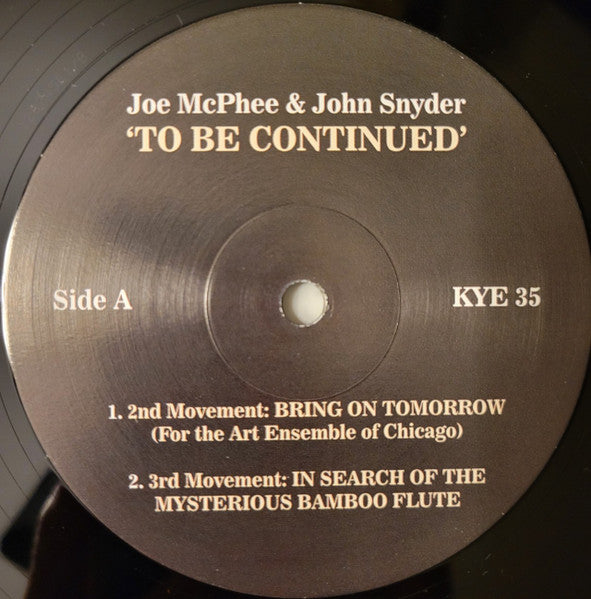 Joe McPhee & John Snyder
‘TO BE CONTINUED’
Side A
KYE 35
1. 2nd Movement: BRING ON TOMORROW
(For the Art Ensemble of Chicago)
2. 3rd Movement: IN SEARCH OF THE
MYSTERIOUS BAMBOO FLUTE